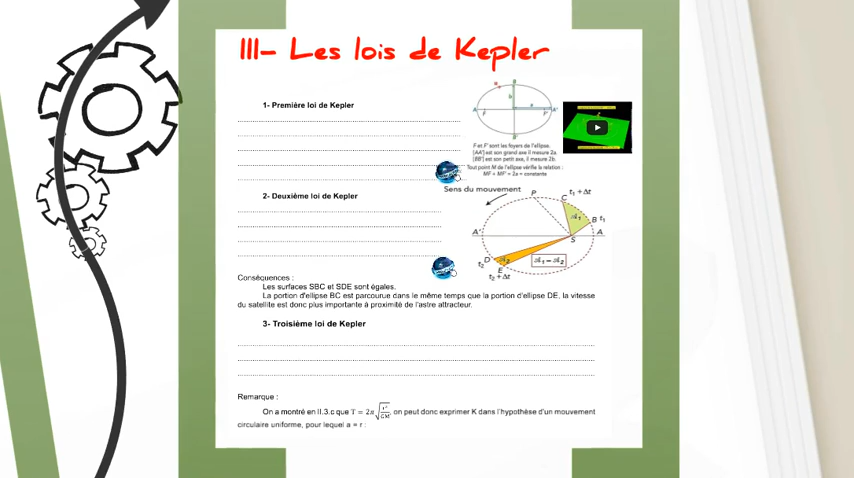 III- Les lois de Kepler
1- Première loi de Kepler
B
b
a
A
F
F'
A'
B'
F et F' sont les foyers de l'ellipse.
[AA'] est son grand axe il mesure 2a.
[BB'] est son petit axe, il mesure 2b.
Tout point M de l'ellipse vérifie la relation :
MF + MF' = 2a = constante
2- Deuxième loi de Kepler
Sens du mouvement
P
C
t₁ + Δt
𝒜₁
B t₁
A'
S
A
D
t₂
𝒜₂
E
t₂ + Δt
𝒜₁ = 𝒜₂
Conséquences :
Les surfaces SBC et SDE sont égales.
La portion d'ellipse BC est parcourue dans le même temps que la portion d'ellipse DE, la vitesse
du satellite est donc plus importante à proximité de l'astre attracteur.
3- Troisième loi de Kepler
Remarque :
On a montré en II.3.c que T = 2π√(r³/GM) on peut donc exprimer K dans l'hypothèse d'un mouvement
circulaire uniforme, pour lequel a = r :